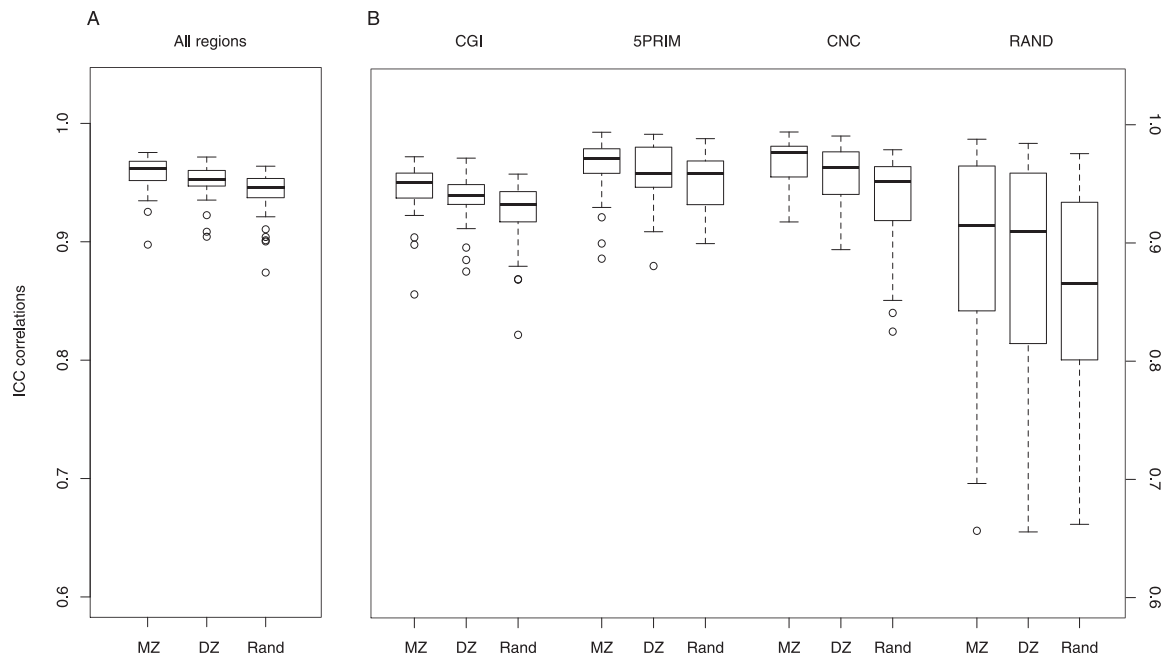 A
B
All regions
CGI
5PRIM
CNC
RAND
ICC correlations
1.0
0.9
0.8
0.7
0.6
1.0
0.9
0.8
0.7
0.6
MZ DZ Rand
MZ DZ Rand
MZ DZ Rand
MZ DZ Rand
MZ DZ Rand